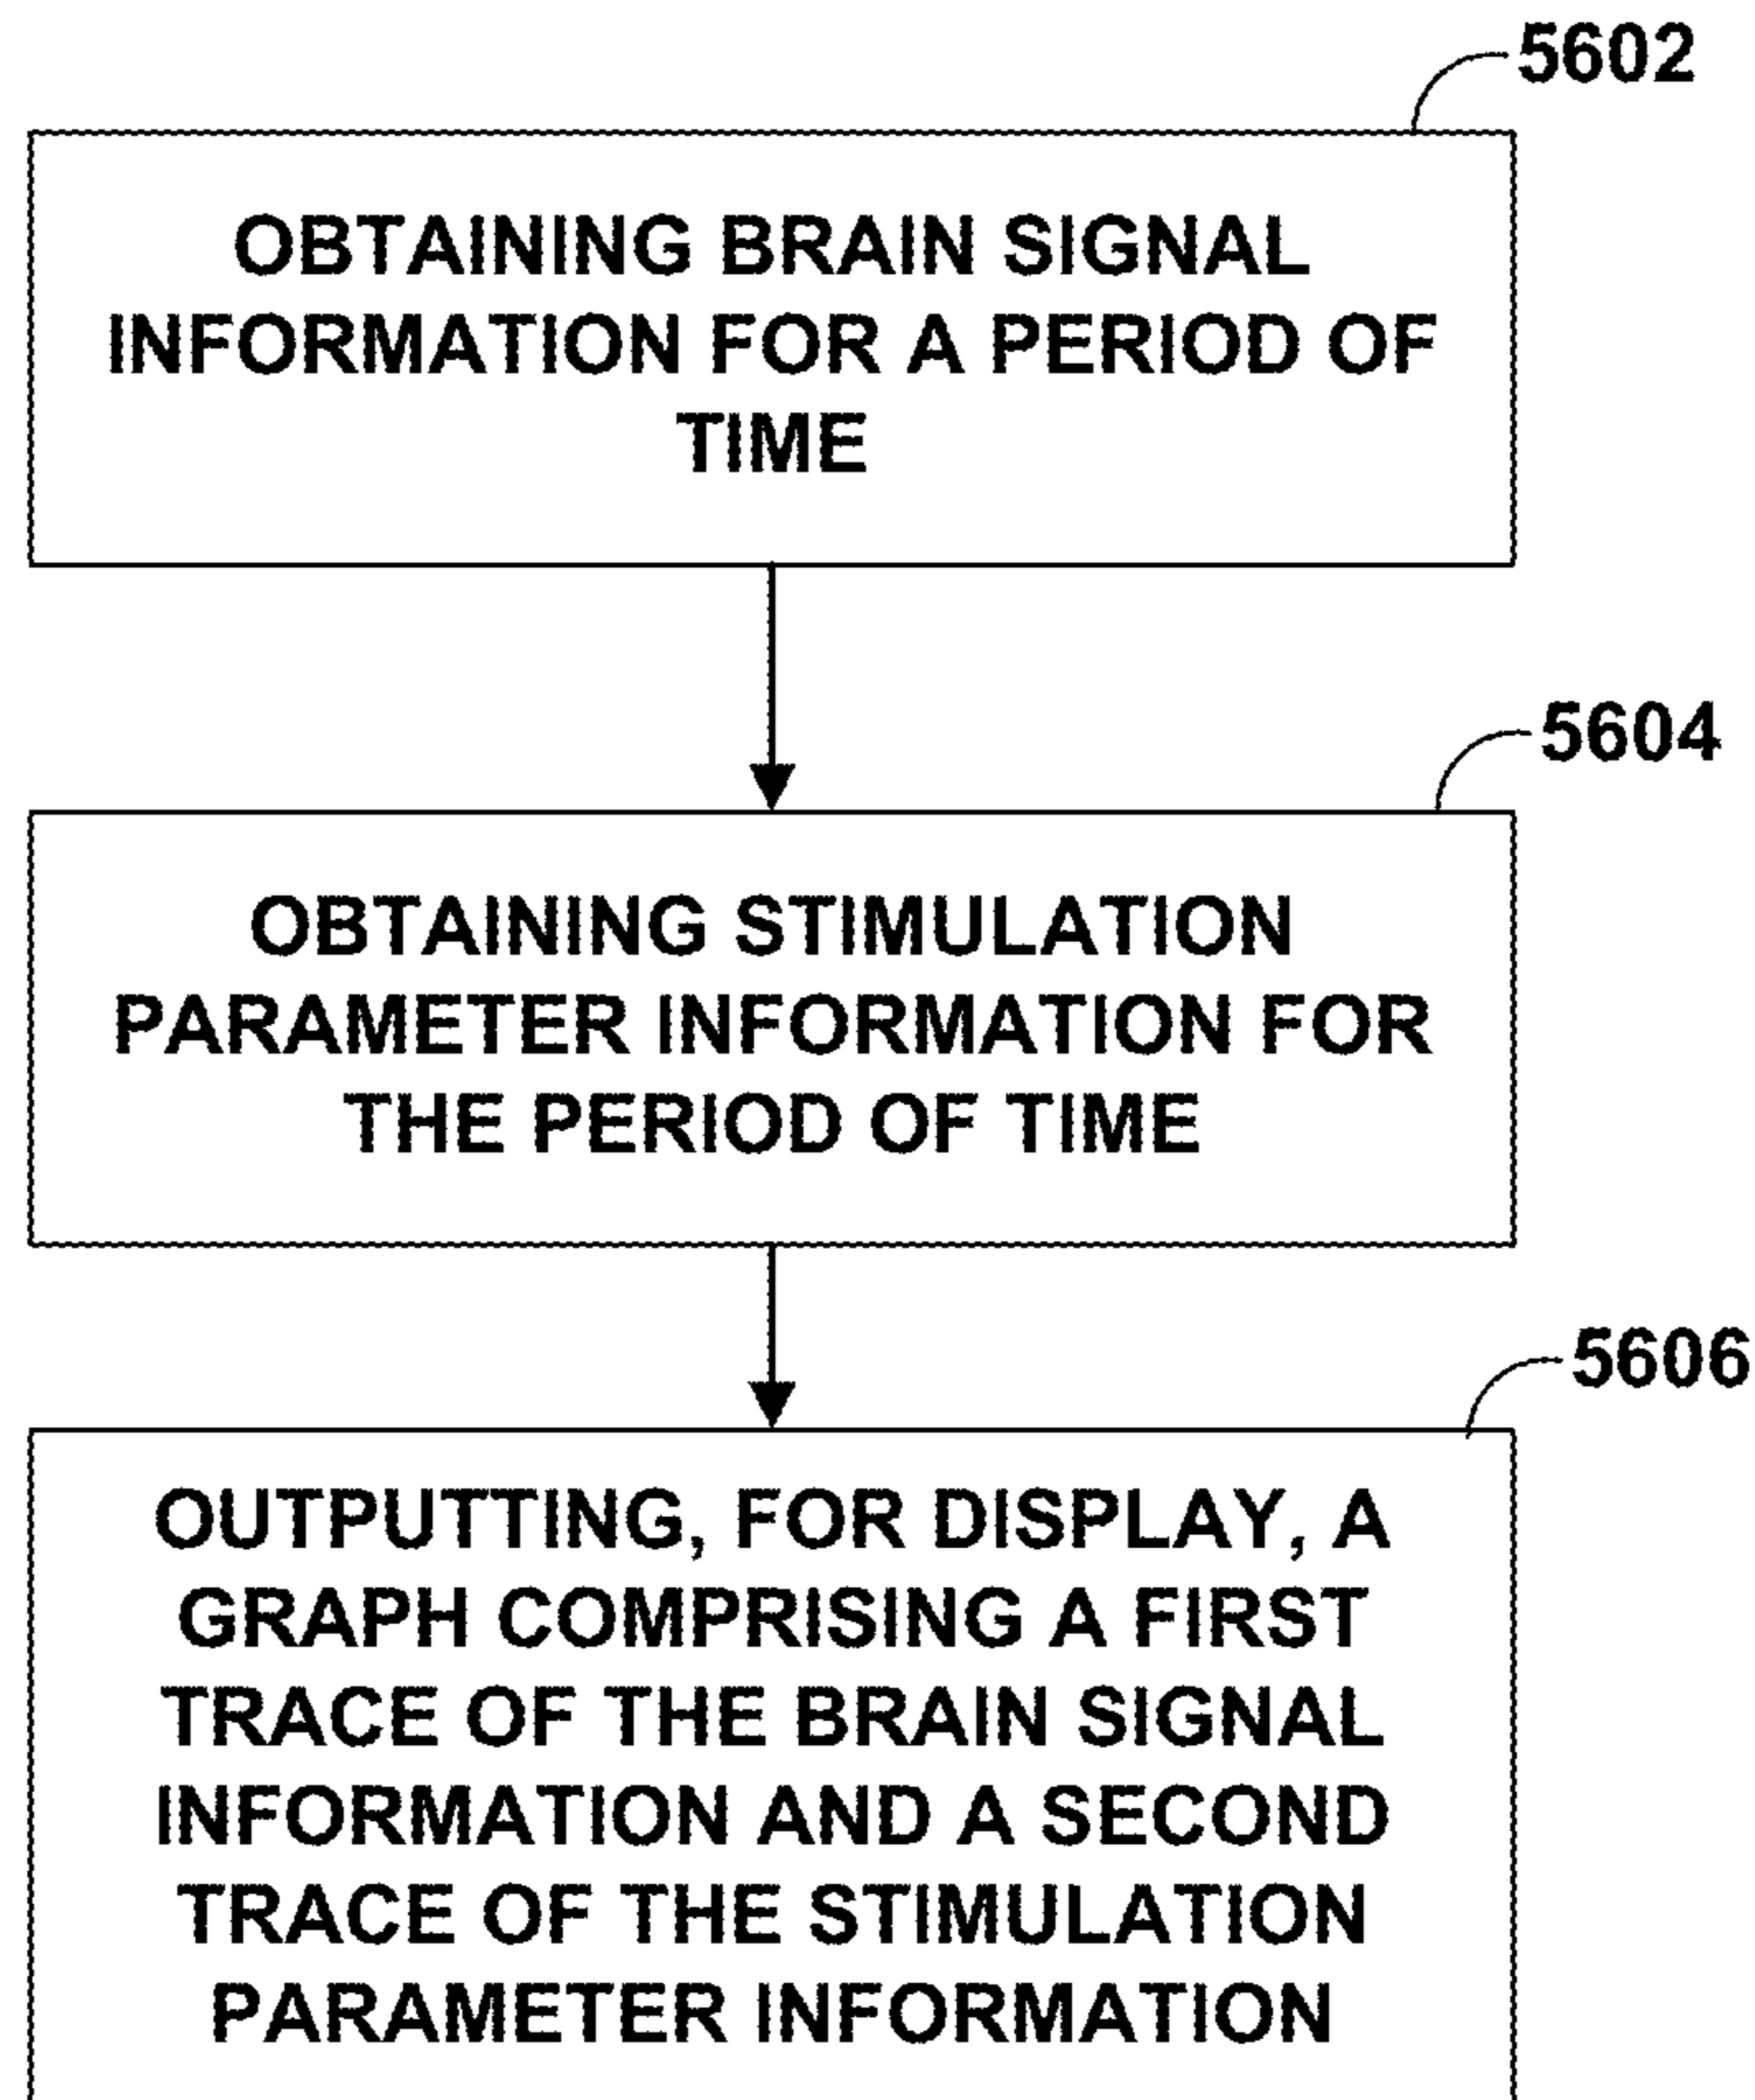 5602
OBTAINING BRAIN SIGNAL
INFORMATION FOR A PERIOD OF
TIME
5604
OBTAINING STIMULATION
PARAMETER INFORMATION FOR
THE PERIOD OF TIME
5606
OUTPUTTING, FOR DISPLAY, A
GRAPH COMPRISING A FIRST
TRACE OF THE BRAIN SIGNAL
INFORMATION AND A SECOND
TRACE OF THE STIMULATION
PARAMETER INFORMATION